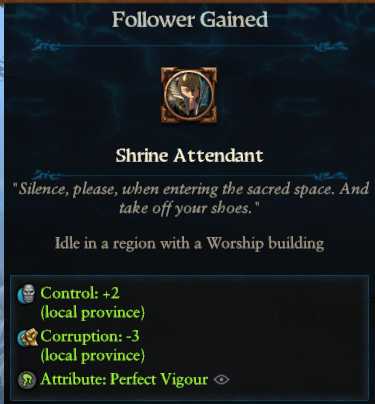 Follower Gained
Shrine Attendant
"Silence, please, when entering the sacred space. And
take off your shoes."
Idle in a region with a Worship building
Control: +2
(local province)
Corruption: -3
(local province)
Attribute: Perfect Vigour